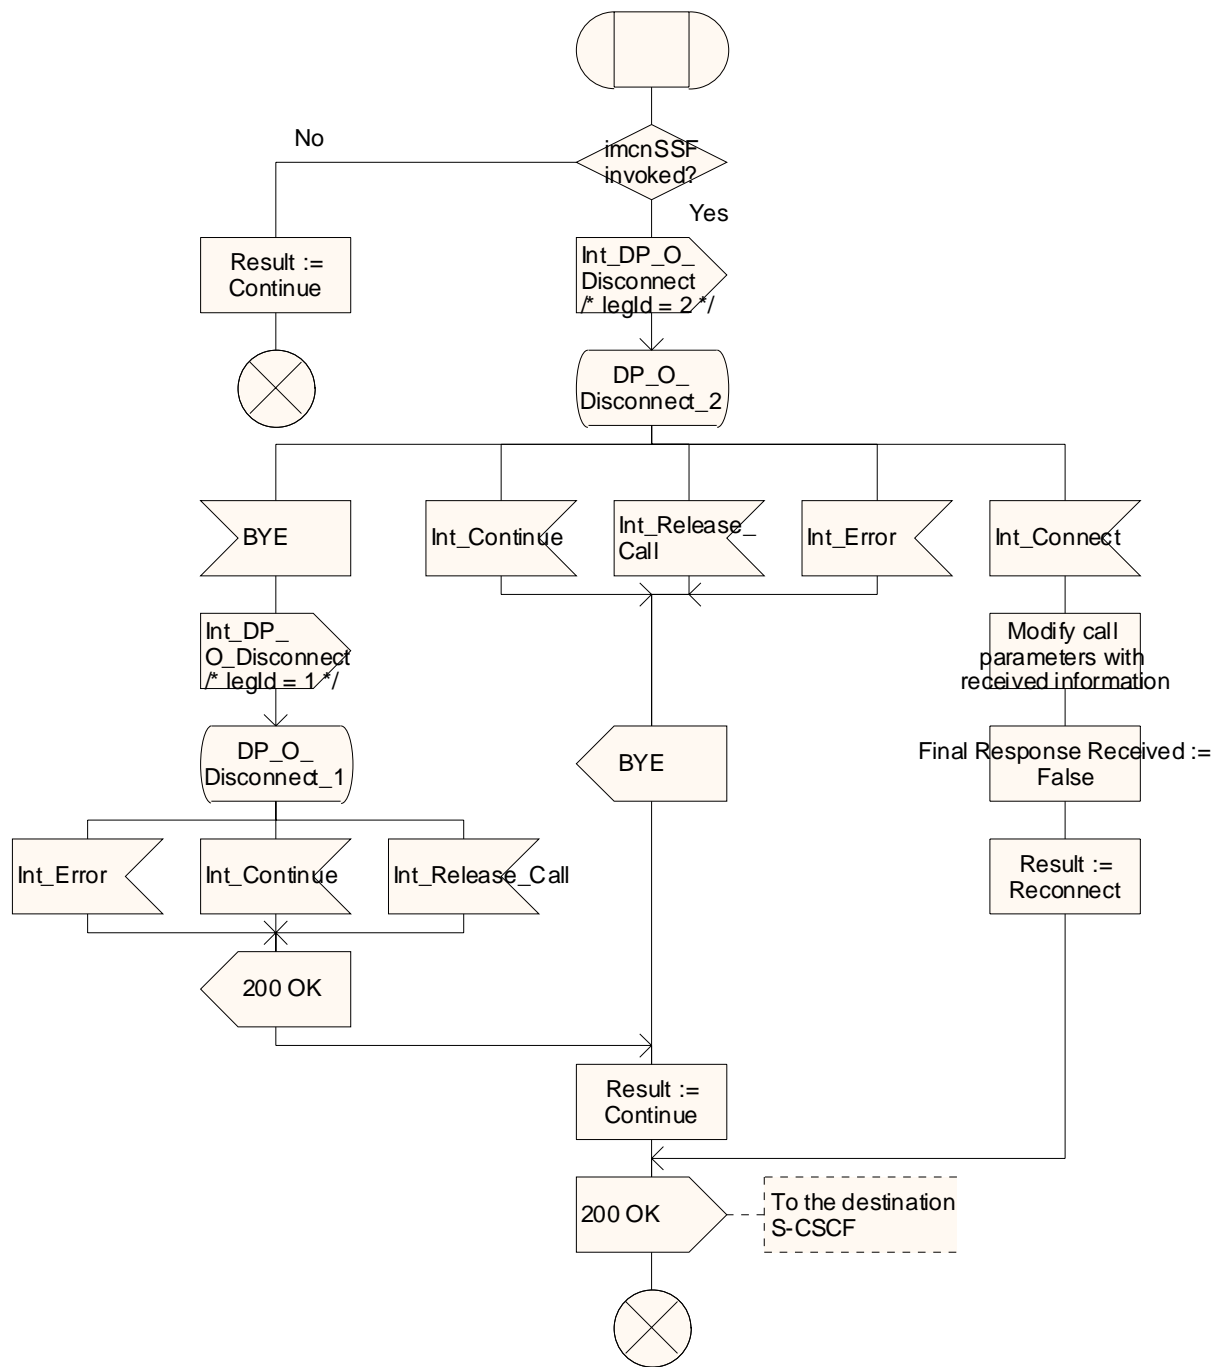 No
imcnSSF
invoked?
Yes
Result :=
Continue
Int_DP_O_
Disconnect
/* legId = 2 */
DP_O_
Disconnect_2
BYE
Int_Continue
Int_Release_
Call
Int_Error
Int_Connect
Int_DP_
O_Disconnect
/* legId = 1 */
Modify call
parameters with
received information
DP_O_
Disconnect_1
BYE
Final Response Received :=
False
Int_Error
Int_Continue
Int_Release_Call
Result :=
Reconnect
200 OK
Result :=
Continue
200 OK
To the destination
S-CSCF